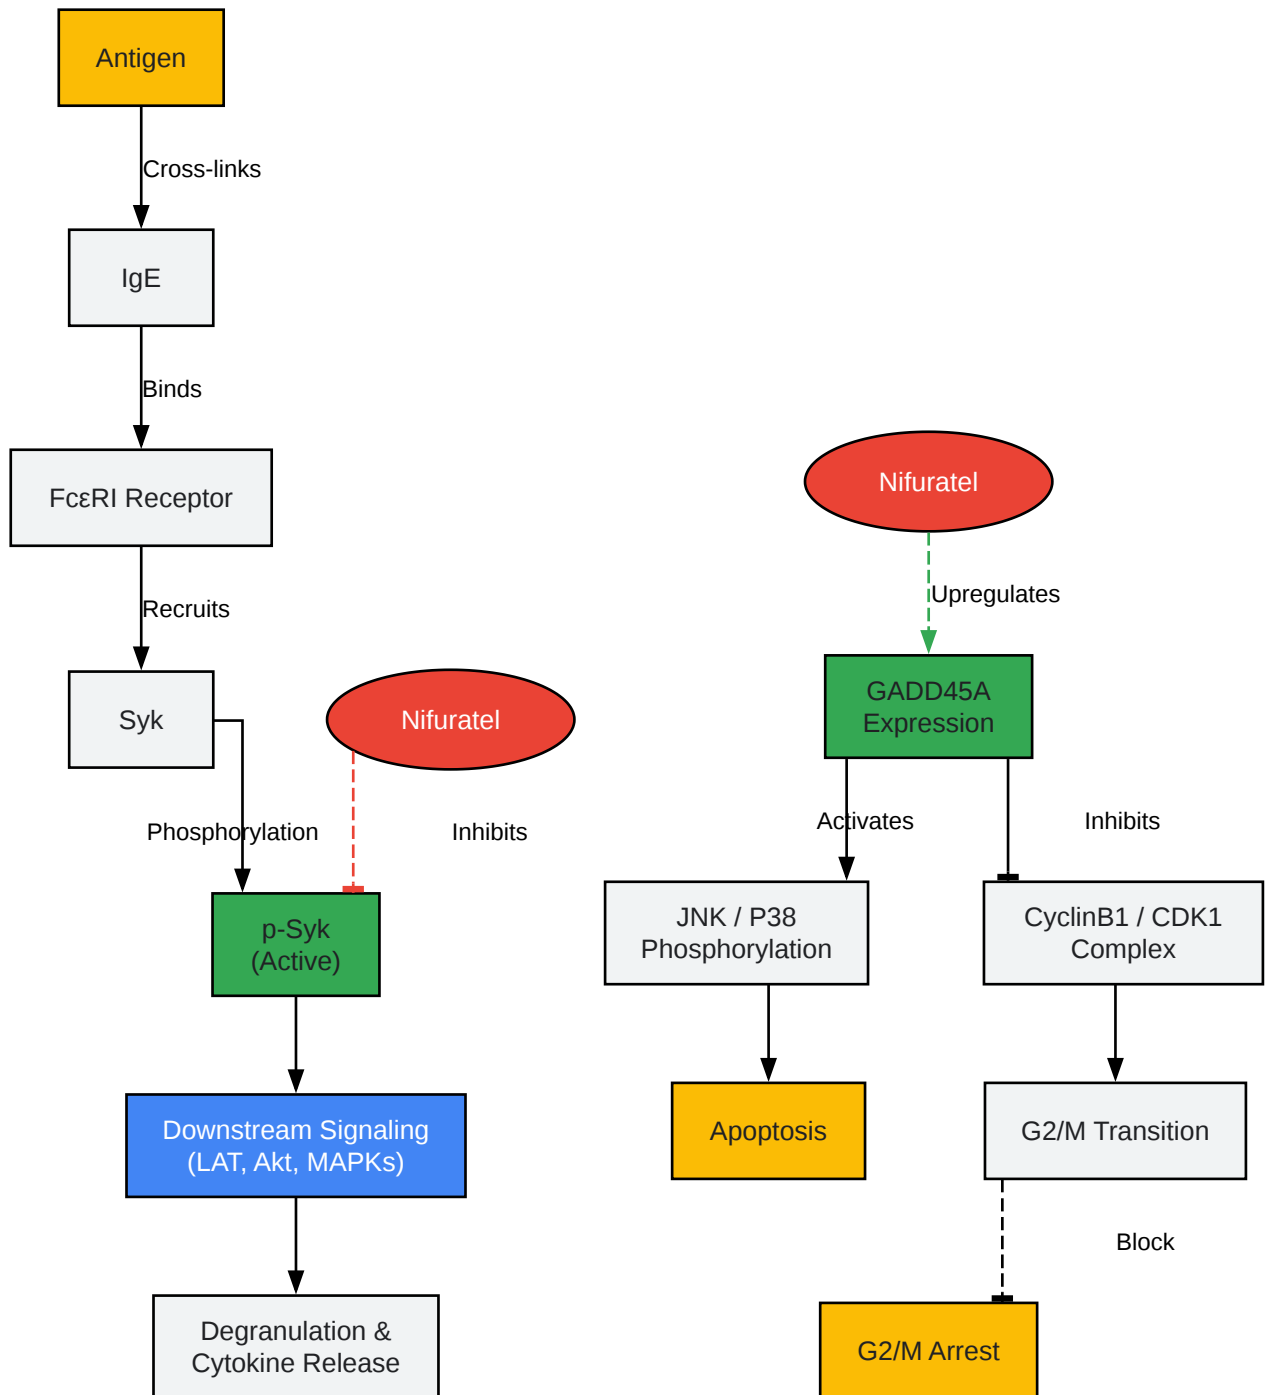 Antigen
Cross-links
IgE
Binds
FcεRI Receptor
Recruits
Syk
Nifuratel
Phosphorylation
Inhibits
p-Syk
(Active)
Downstream Signaling
(LAT, Akt, MAPKs)
Degranulation &
Cytokine Release
Nifuratel
Upregulates
GADD45A
Expression
Activates
Inhibits
JNK / P38
Phosphorylation
CyclinB1 / CDK1
Complex
Apoptosis
G2/M Transition
Block
G2/M Arrest